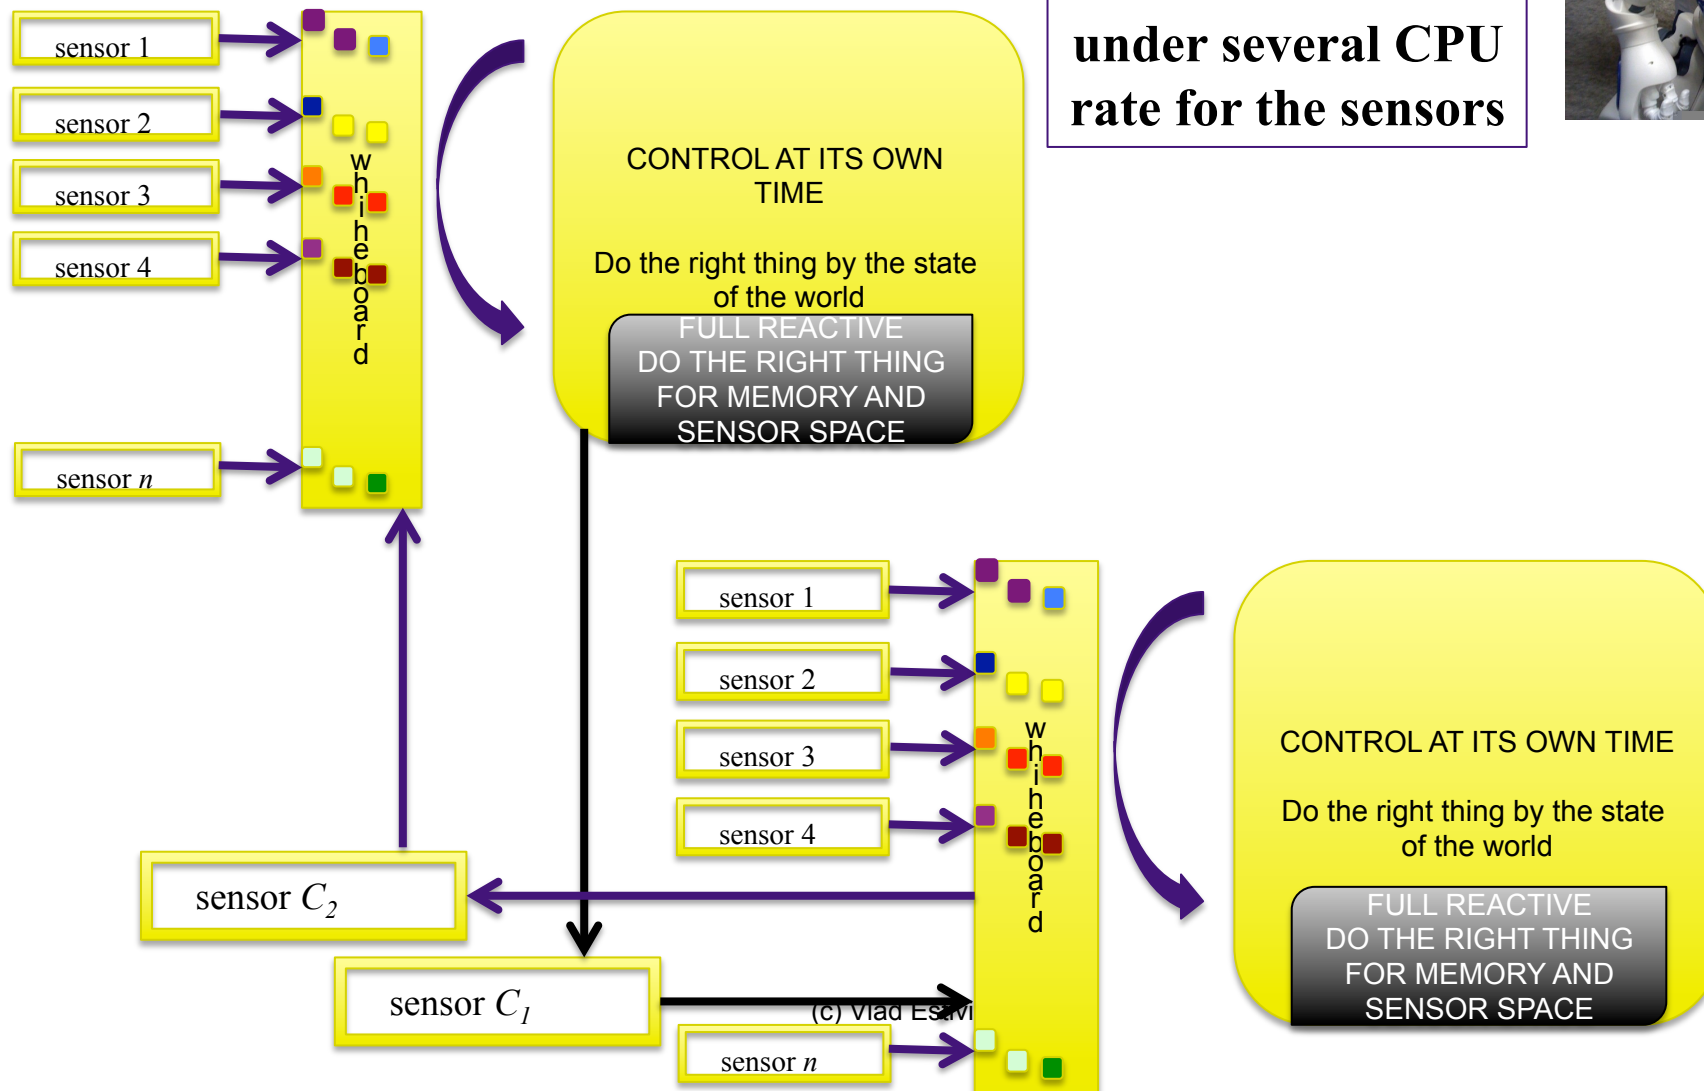 under several CPU
rate for the sensors
sensor 1
sensor 2
sensor 3
sensor 4
sensor n
whiheboard
CONTROL AT ITS OWN
TIME
Do the right thing by the state
of the world
FULL REACTIVE
DO THE RIGHT THING
FOR MEMORY AND
SENSOR SPACE
sensor 1
sensor 2
sensor 3
sensor 4
whiheboard
CONTROL AT ITS OWN TIME
Do the right thing by the state
of the world
FULL REACTIVE
DO THE RIGHT THING
FOR MEMORY AND
SENSOR SPACE
sensor C2
sensor C1
(c) Vlad Estivi
sensor n